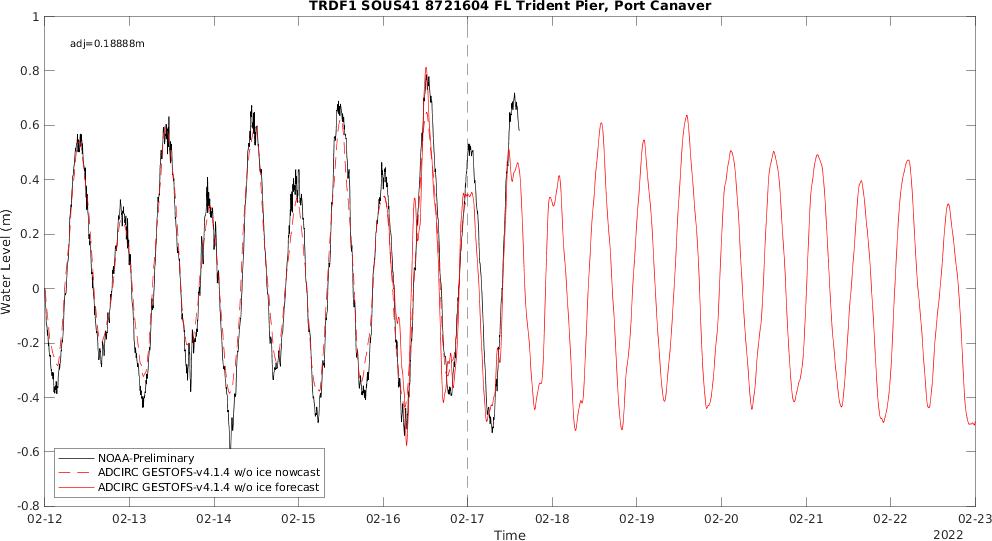 TRDF1 SOUS41 8721604 FL Trident Pier, Port Canaver
adj=0.18888m
1
0.8
0.6
0.4
0.2
0
-0.2
-0.4
-0.6
-0.8
Water Level (m)
NOAA-Preliminary
ADCIRC GESTOFS-v4.1.4 w/o ice nowcast
ADCIRC GESTOFS-v4.1.4 w/o ice forecast
02-12 02-13 02-14 02-15 02-16 02-17 02-18 02-19 02-20 02-21 02-22 02-23
Time
2022